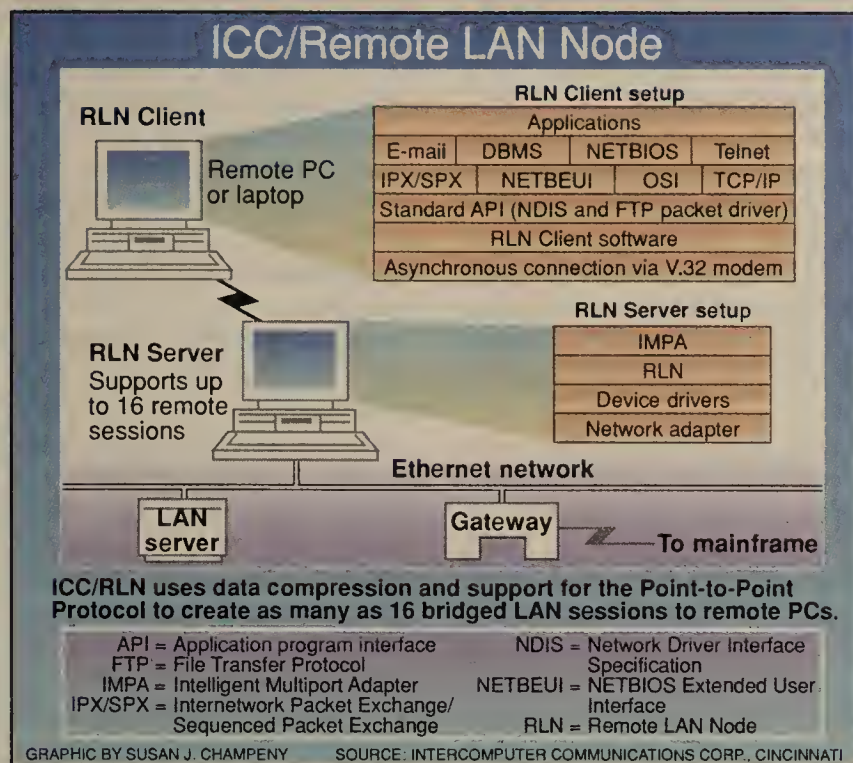 ICC/Remote LAN Node
RLN Client
Remote PC
or laptop
RLN Client setup
Applications
E-mail DBMS NETBIOS Telnet
IPX/SPX NETBEUI OSI TCP/IP
Standard API (NDIS and FTP packet driver)
RLN Client software
Asynchronous connection via V.32 modem
RLN Server
Supports up
to 16 remote
sessions
RLN Server setup
IMPA
RLN
Device drivers
Network adapter
Ethernet network
LAN
server
Gateway
To mainframe
ICC/RLN uses data compression and support for the Point-to-Point
Protocol to create as many as 16 bridged LAN sessions to remote PCs.
API = Application program interface
FTP = File Transfer Protocol
IMPA = Intelligent Multiport Adapter
IPX/SPX = Internetwork Packet Exchange/
Sequenced Packet Exchange
NDIS = Network Driver Interface
Specification
NETBEUI = NETBIOS Extended User
Interface
RLN = Remote LAN Node
GRAPHIC BY SUSAN J. CHAMPENY SOURCE: INTERCOMPUTER COMMUNICATIONS CORP., CINCINNATI